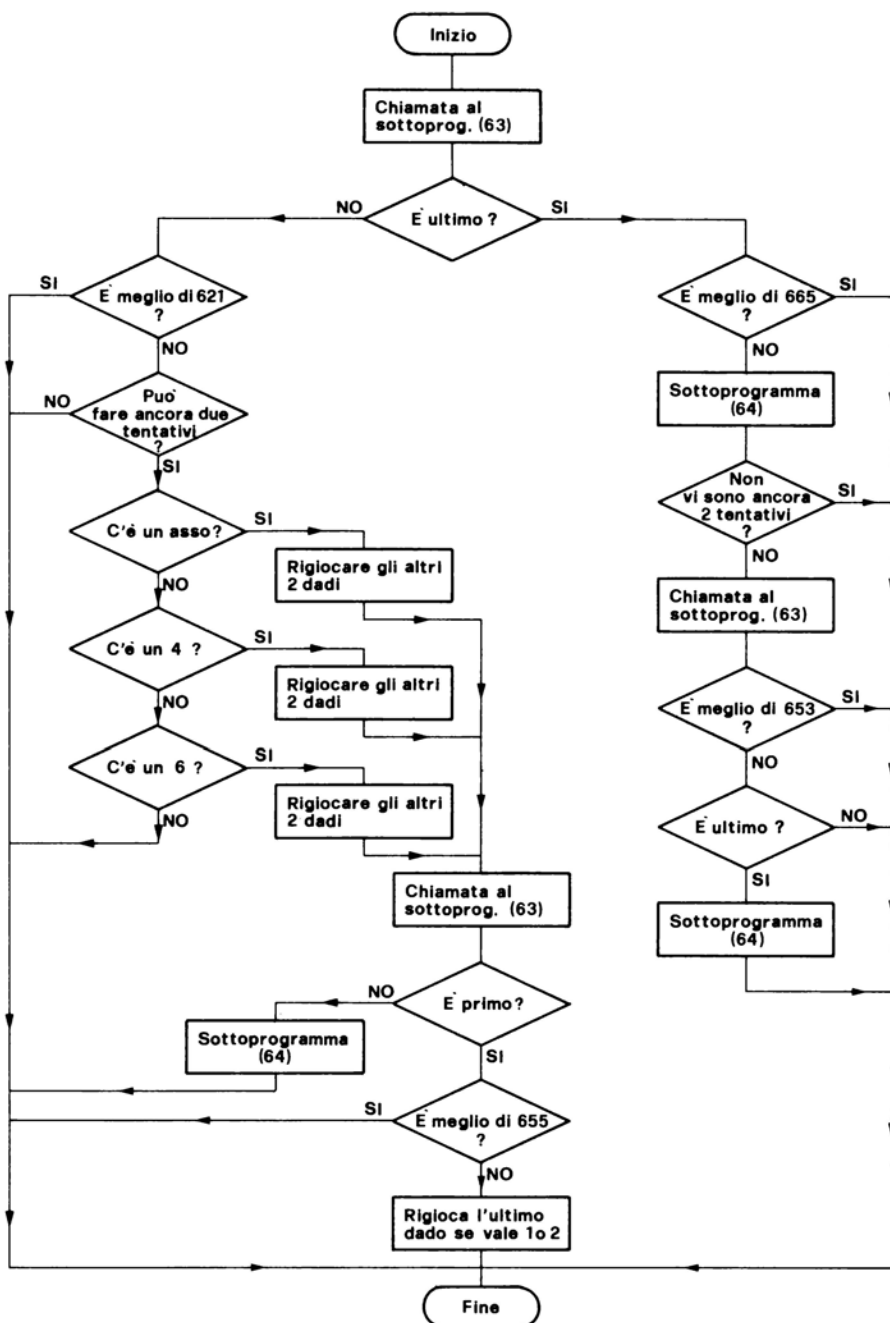 Inizio
Chiamata al
sottoprog. (63)
E' ultimo ?
NO
SI
E' meglio di 621
?
SI
NO
Può
fare ancora due
tentativi
?
NO
SI
C'è un asso?
SI
NO
Rigiocare gli altri
2 dadi
C'è un 4 ?
SI
NO
Rigiocare gli altri
2 dadi
C'è un 6 ?
SI
NO
Rigiocare gli altri
2 dadi
Chiamata al
sottoprog. (63)
E' primo?
NO
SI
Sottoprogramma
(64)
E' meglio di 655
?
SI
NO
Rigioca l'ultimo
dado se vale 1o2
E' meglio di 665
?
SI
NO
Sottoprogramma
(64)
Non
vi sono ancora
2 tentativi
?
SI
NO
Chiamata al
sottoprog. (63)
E' meglio di 653
?
SI
NO
E' ultimo ?
NO
SI
Sottoprogramma
(64)
Fine